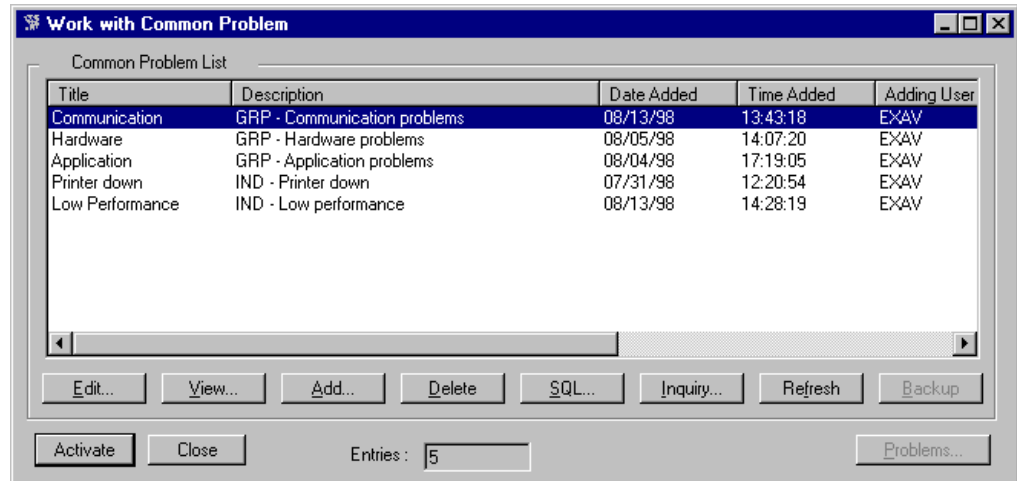 Work with Common Problem
Common Problem List
Title Description Date Added Time Added Adding User
Communication GRP - Communication problems 08/13/98 13:43:18 EXAV
Hardware GRP - Hardware problems 08/05/98 14:07:20 EXAV
Application GRP - Application problems 08/04/98 17:19:05 EXAV
Printer down IND - Printer down 07/31/98 12:20:54 EXAV
Low Performance IND - Low performance 08/13/98 14:28:19 EXAV
Edit... View... Add... Delete SQL... Inquiry... Refresh Backup
Activate Close Entries : 5 Problems...